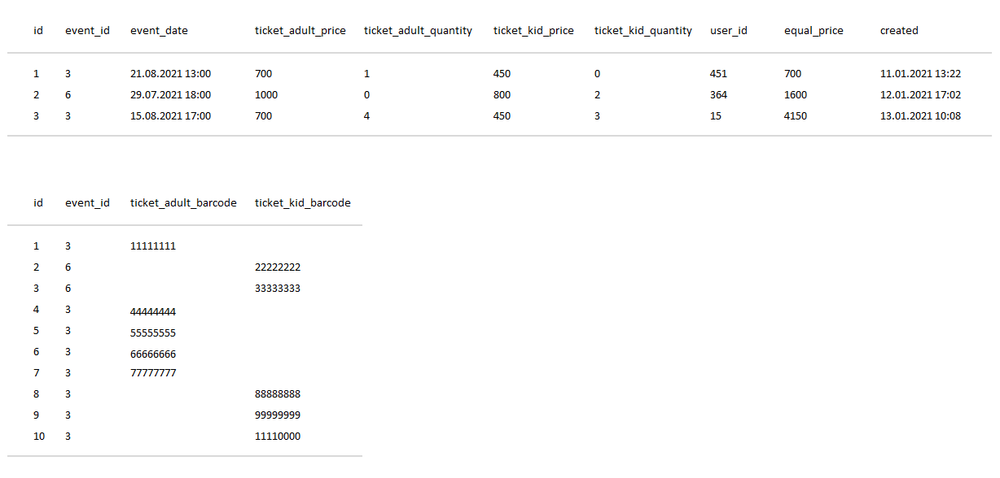 id event_id event_date ticket_adult_price ticket_adult_quantity ticket_kid_price ticket_kid_quantity user_id equal_price created
1 3 21.08.2021 13:00 700 1 450 0 451 700 11.01.2021 13:22
2 6 29.07.2021 18:00 1000 0 800 2 364 1600 12.01.2021 17:02
3 3 15.08.2021 17:00 700 4 450 3 15 4150 13.01.2021 10:08
id event_id ticket_adult_barcode ticket_kid_barcode
1 3 11111111
2 6 22222222
3 6 33333333
4 3 44444444
5 3 55555555
6 3 66666666
7 3 77777777
8 3 88888888
9 3 99999999
10 3 11110000